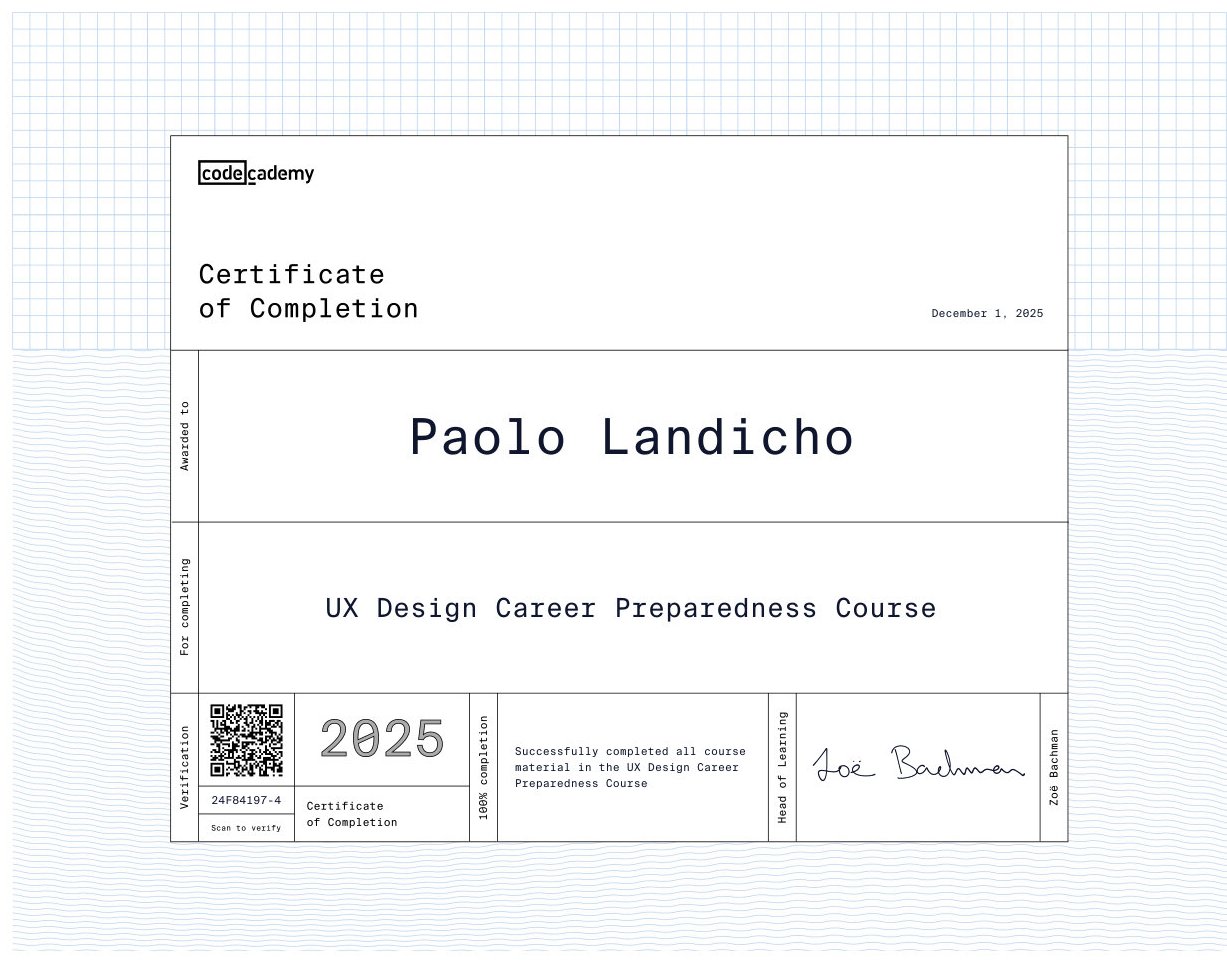 codecademy
Certificate
of Completion
December 1, 2025
Awarded to
Paolo Landicho
For completing
UX Design Career Preparedness Course
Verification
24F84197-4
Scan to verify
2025
Certificate
of Completion
100% completion
Successfully completed all course
material in the UX Design Career
Preparedness Course
Head of Learning
Zoë Bachman
Zoë Bachman